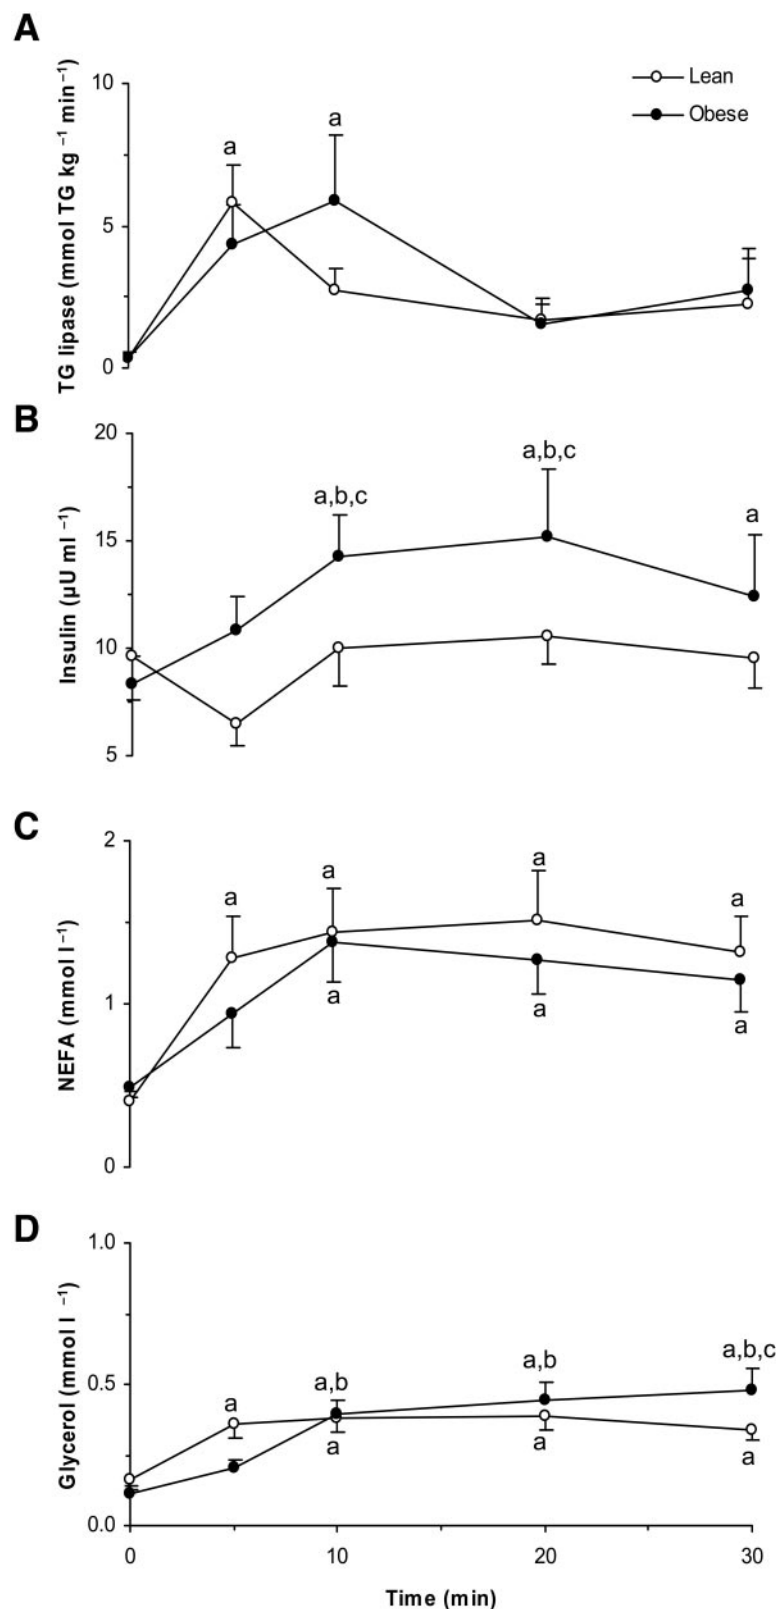 A
TG lipase (mmol TG kg⁻¹ min⁻¹)
10
5
0
Lean
Obese
a
a
B
Insulin (µU ml⁻¹)
20
15
10
5
a,b,c
a,b,c
a
C
NEFA (mmol l⁻¹)
2
1
0
a
a
a
a
a
a
a
D
Glycerol (mmol l⁻¹)
1.0
0.5
0.0
a
a,b
a,b
a,b,c
a
a
a
0
10
20
30
Time (min)